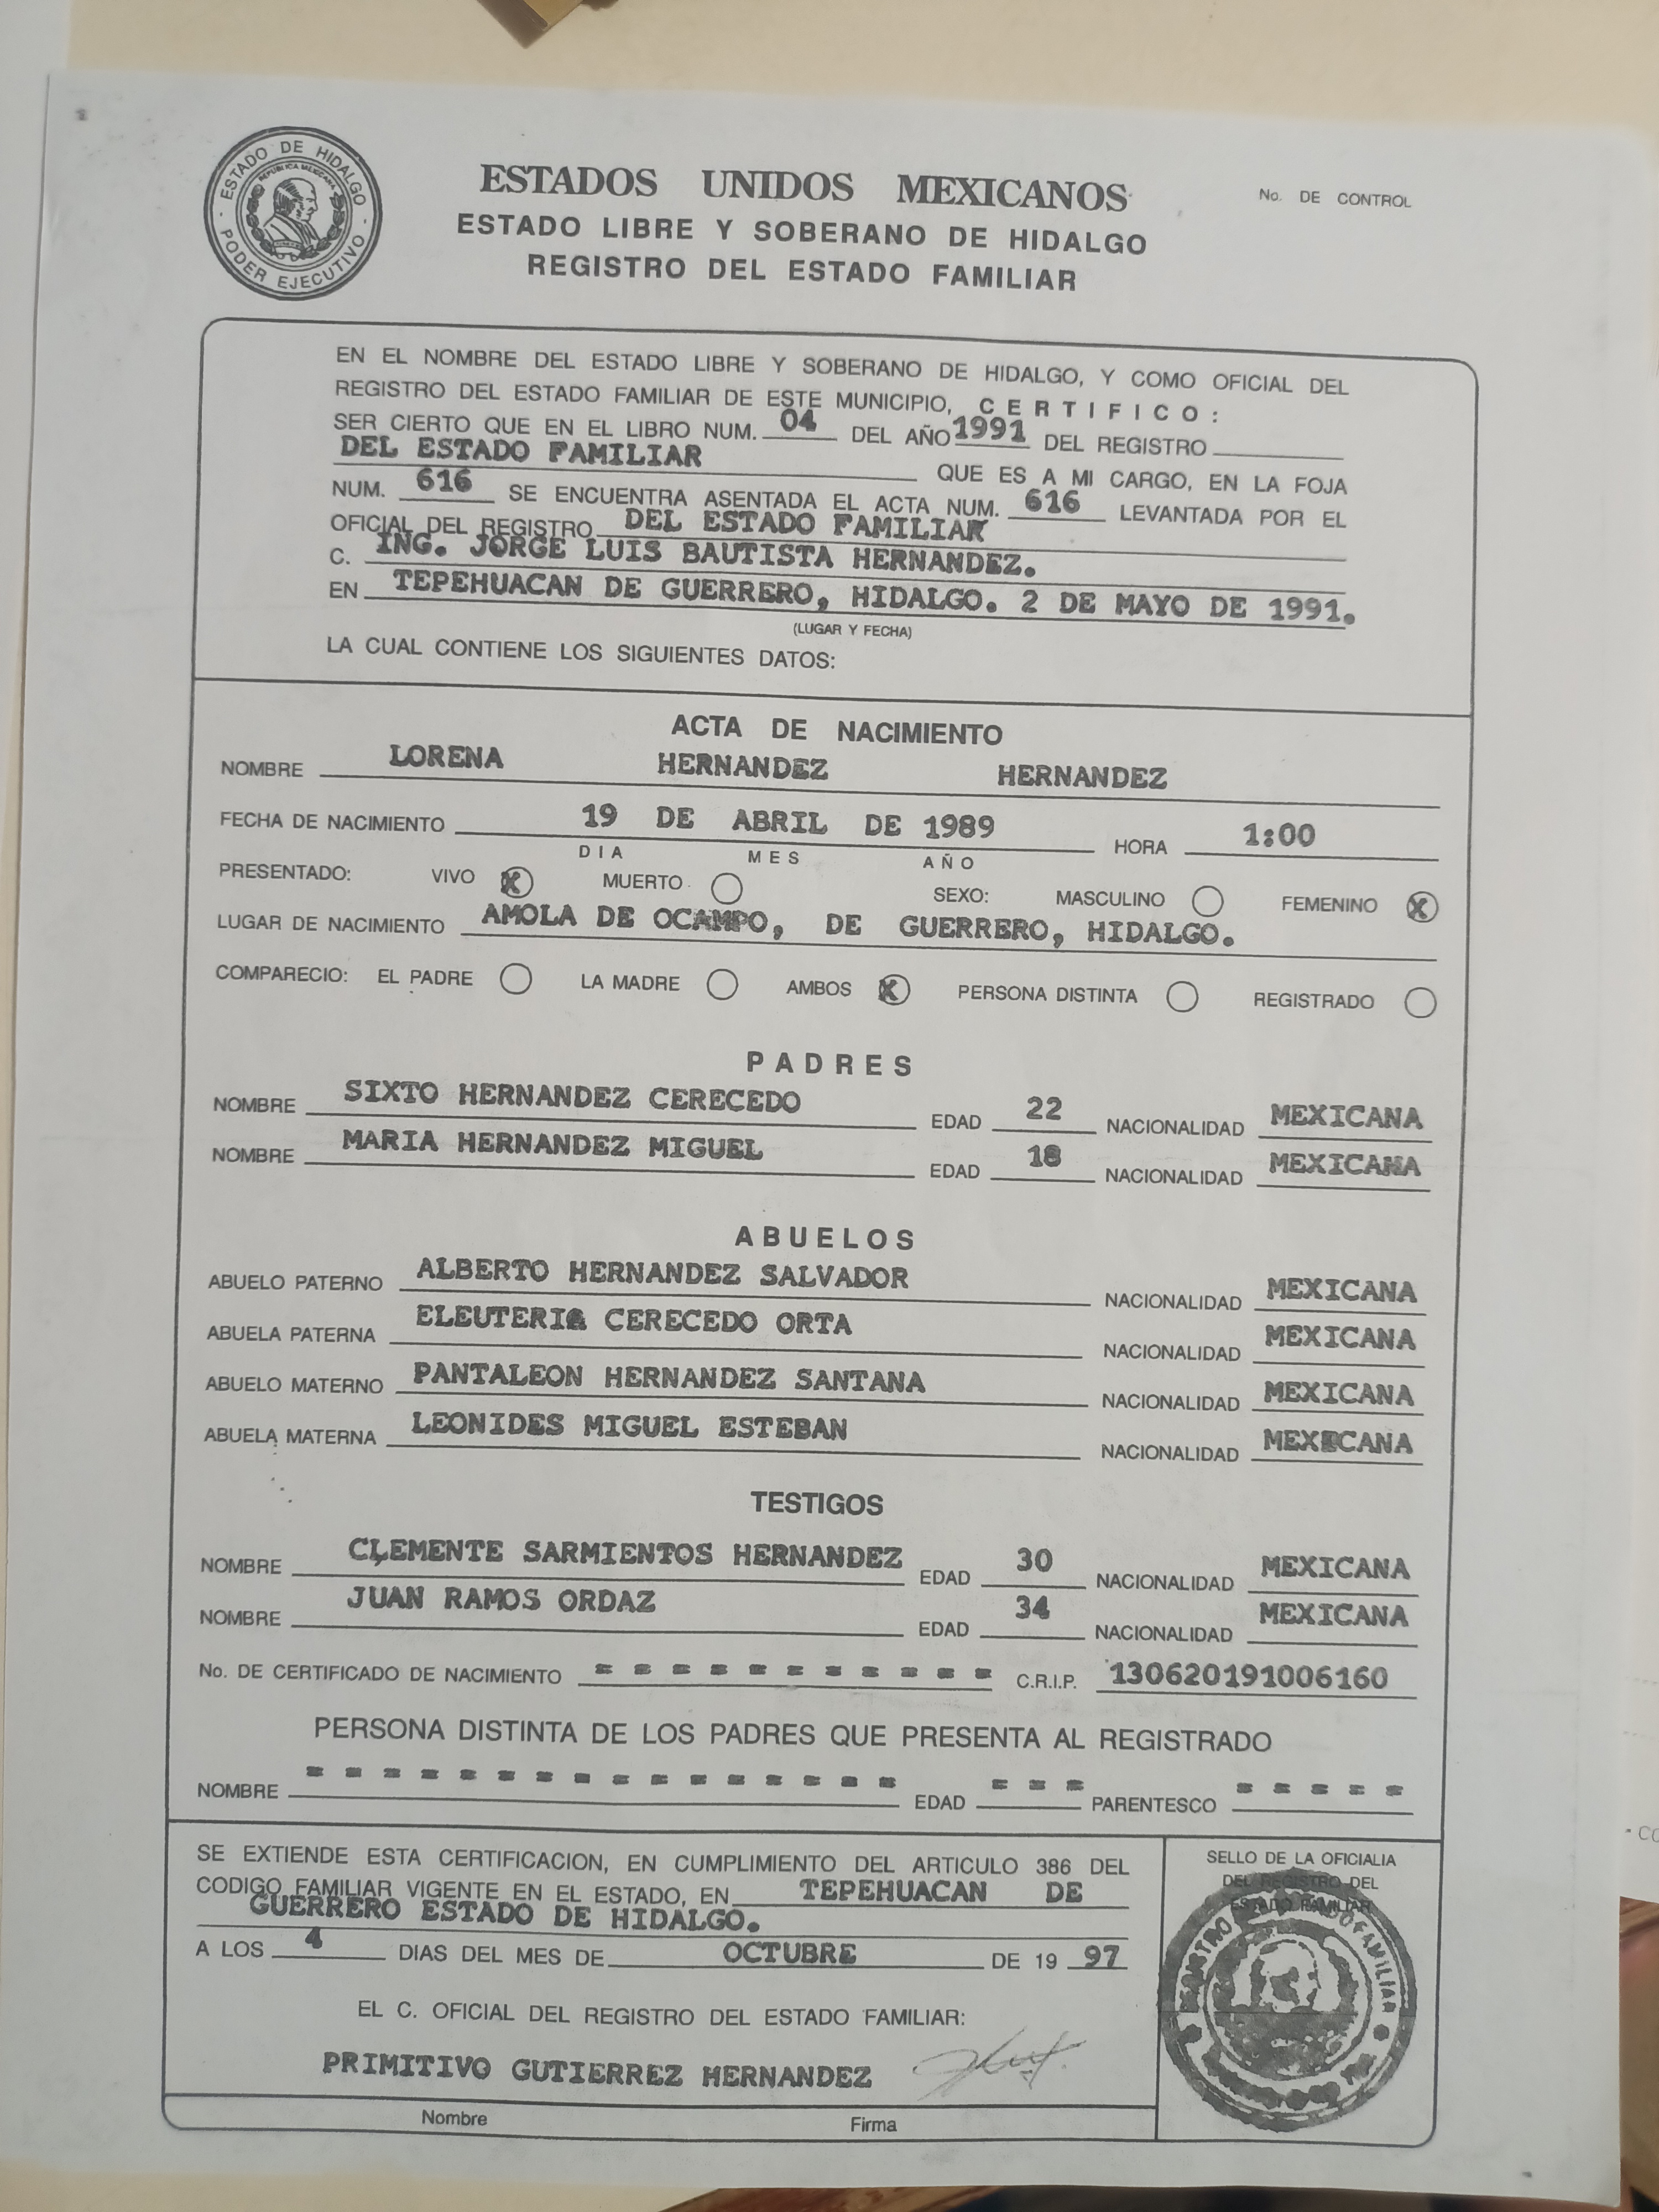 ESTADO DE HIDALGO
REPUBLICA MEXICANA
PODER EJECUTIVO
ESTADOS UNIDOS MEXICANOS
No. DE CONTROL
ESTADO LIBRE Y SOBERANO DE HIDALGO
REGISTRO DEL ESTADO FAMILIAR
EN EL NOMBRE DEL ESTADO LIBRE Y SOBERANO DE HIDALGO, Y COMO OFICIAL DEL
REGISTRO DEL ESTADO FAMILIAR DE ESTE MUNICIPIO, CERTIFICO:
SER CIERTO QUE EN EL LIBRO NUM. 04 DEL AÑO 1991 DEL REGISTRO
DEL ESTADO FAMILIAR QUE ES A MI CARGO, EN LA FOJA
NUM. 616 SE ENCUENTRA ASENTADA EL ACTA NUM. 616 LEVANTADA POR EL
OFICIAL DEL REGISTRO DEL ESTADO FAMILIAR
C. ING. JORGE LUIS BAUTISTA HERNANDEZ.
EN TEPEHUACAN DE GUERRERO, HIDALGO. 2 DE MAYO DE 1991.
(LUGAR Y FECHA)
LA CUAL CONTIENE LOS SIGUIENTES DATOS:
ACTA DE NACIMIENTO
NOMBRE LORENA HERNANDEZ HERNANDEZ
FECHA DE NACIMIENTO 19 DE ABRIL DE 1989 HORA 1:00
DIA MES AÑO
PRESENTADO: VIVO X MUERTO SEXO: MASCULINO FEMENINO X
LUGAR DE NACIMIENTO AMOLA DE OCAMPO, DE GUERRERO, HIDALGO.
COMPARECIO: EL PADRE LA MADRE AMBOS X PERSONA DISTINTA REGISTRADO
PADRES
NOMBRE SIXTO HERNANDEZ CERECEDO EDAD 22 NACIONALIDAD MEXICANA
NOMBRE MARIA HERNANDEZ MIGUEL EDAD 18 NACIONALIDAD MEXICANA
ABUELOS
ABUELO PATERNO ALBERTO HERNANDEZ SALVADOR NACIONALIDAD MEXICANA
ABUELA PATERNA ELEUTERIA CERECEDO ORTA NACIONALIDAD MEXICANA
ABUELO MATERNO PANTALEON HERNANDEZ SANTANA NACIONALIDAD MEXICANA
ABUELA MATERNA LEONIDES MIGUEL ESTEBAN NACIONALIDAD MEXICANA
TESTIGOS
NOMBRE CLEMENTE SARMIENTOS HERNANDEZ EDAD 30 NACIONALIDAD MEXICANA
NOMBRE JUAN RAMOS ORDAZ EDAD 34 NACIONALIDAD MEXICANA
No. DE CERTIFICADO DE NACIMIENTO = = = = = = = = = = = C.R.I.P. 130620191006160
PERSONA DISTINTA DE LOS PADRES QUE PRESENTA AL REGISTRADO
NOMBRE = = = = = = = = = = = = = = = = EDAD = = = PARENTESCO = = = = =
SE EXTIENDE ESTA CERTIFICACION, EN CUMPLIMIENTO DEL ARTICULO 386 DEL
CODIGO FAMILIAR VIGENTE EN EL ESTADO, EN TEPEHUACAN DE
GUERRERO ESTADO DE HIDALGO.
A LOS 4 DIAS DEL MES DE OCTUBRE DE 19 97
EL C. OFICIAL DEL REGISTRO DEL ESTADO FAMILIAR:
PRIMITIVO GUTIERREZ HERNANDEZ
Nombre Firma
SELLO DE LA OFICIALIA
DEL REGISTRO DEL
ESTADO FAMILIAR